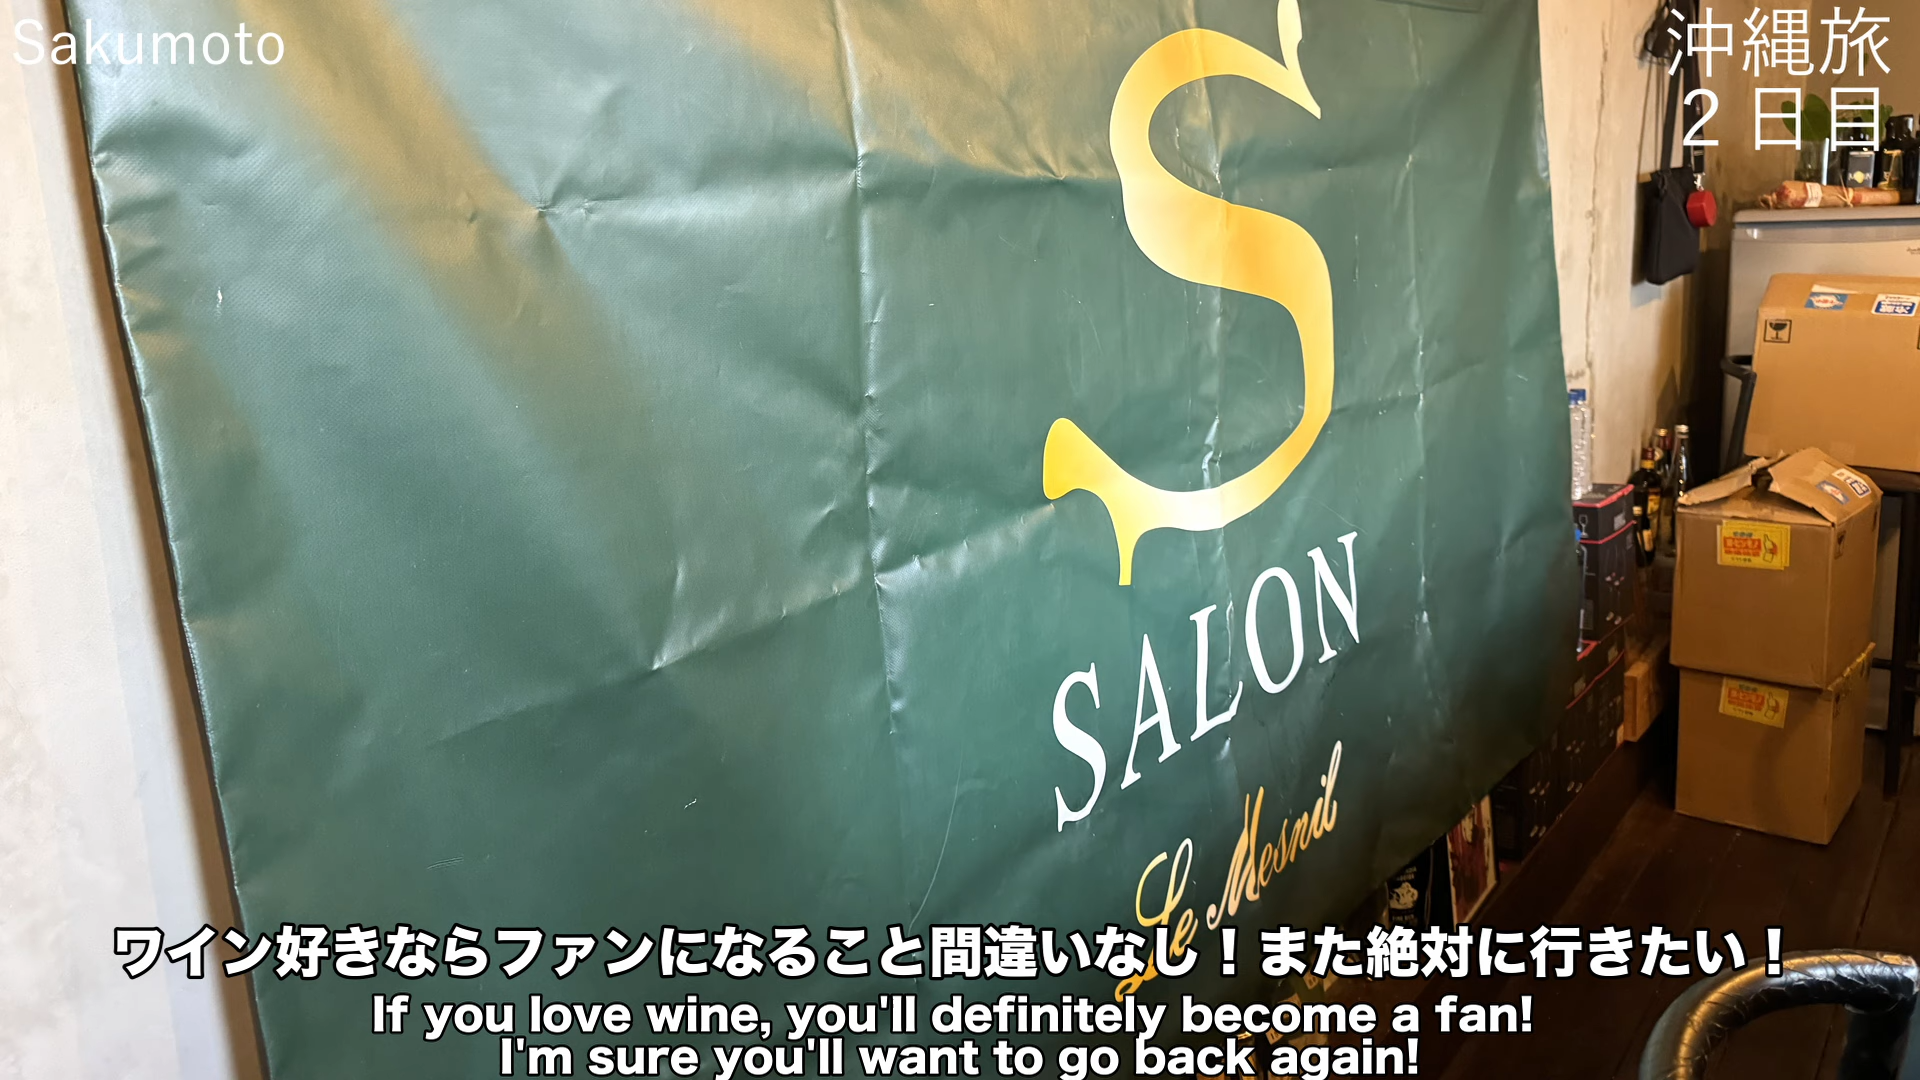 Sakumoto
沖縄旅
2日目
S
SALON
Le Mesnil
ワイン好きならファンになること間違いなし！また絶対に行きたい！
If you love wine, you'll definitely become a fan!
I'm sure you'll want to go back again!